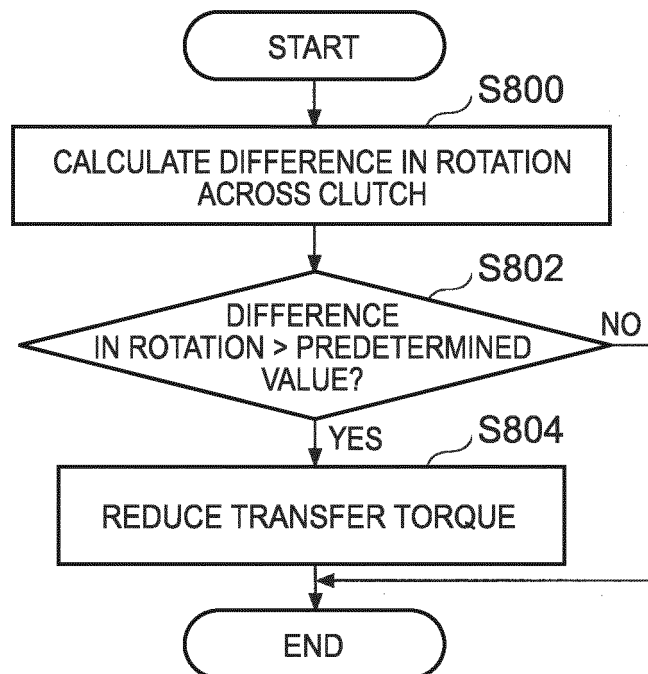 START
S800
CALCULATE DIFFERENCE IN ROTATION
ACROSS CLUTCH
S802
DIFFERENCE
IN ROTATION > PREDETERMINED
VALUE?
NO
YES
S804
REDUCE TRANSFER TORQUE
END